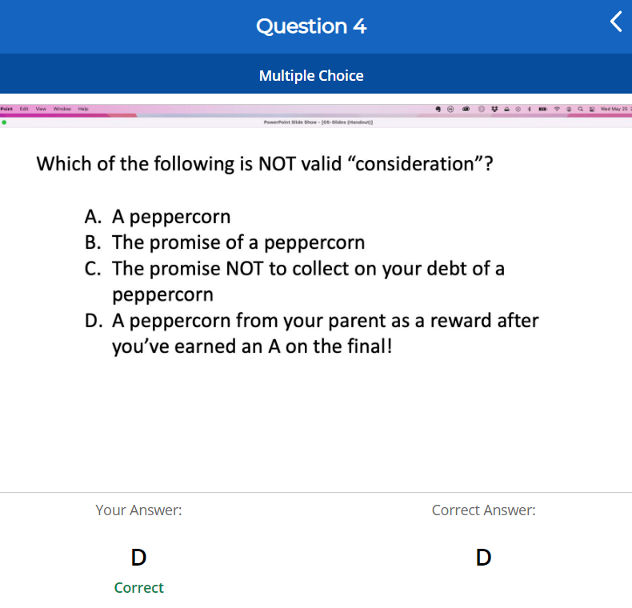 Question 4
Multiple Choice
Point Edit View Window Help
Wed May 25
PowerPoint Slide Show - [05-Slides (Handout)]
Which of the following is NOT valid “consideration”?
A. A peppercorn
B. The promise of a peppercorn
C. The promise NOT to collect on your debt of a
peppercorn
D. A peppercorn from your parent as a reward after
you’ve earned an A on the final!
Your Answer:
Correct Answer:
D
D
Correct